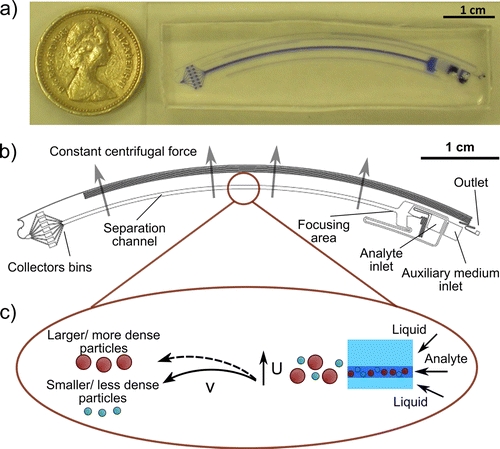 a)
1 cm
b)
Constant centrifugal force
1 cm
Outlet
Separation
channel
Focusing
area
Analyte
inlet
Auxiliary medium
inlet
Collectors bins
c)
Larger/ more dense
particles
Smaller/ less dense
particles
V
U
Liquid
Analyte
Liquid